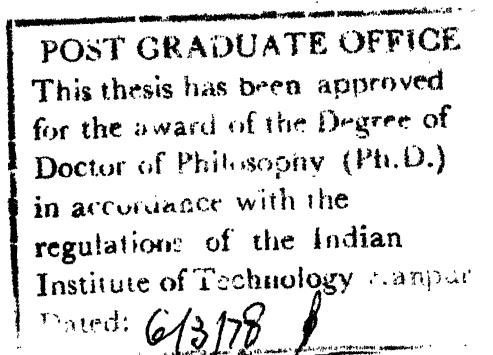 POST GRADUATE OFFICE
This thesis has been approved
for the award of the Degree of
Doctor of Philosophy (Ph.D.)
in accordance with the
regulations of the Indian
Institute of Technology Kanpur
Dated: 6/3/78